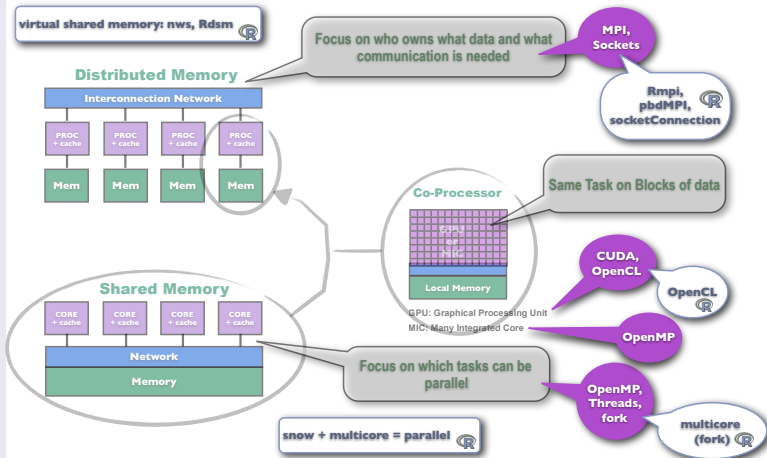 virtual shared memory: nws, Rdsm
R
Focus on who owns what data and what
communication is needed
MPI,
Sockets
Rmpi,
pbdMPI,
socketConnection
R
Distributed Memory
Interconnection Network
PROC
+ cache
PROC
+ cache
PROC
+ cache
PROC
+ cache
Mem
Mem
Mem
Mem
Co-Processor
GPU
or
MIC
Local Memory
GPU: Graphical Processing Unit
MIC: Many Integrated Core
Same Task on Blocks of data
CUDA,
OpenCL
OpenCL
R
OpenMP
Shared Memory
CORE
+ cache
CORE
+ cache
CORE
+ cache
CORE
+ cache
Network
Memory
Focus on which tasks can be
parallel
OpenMP,
Threads,
fork
multicore
(fork)
R
snow + multicore = parallel
R